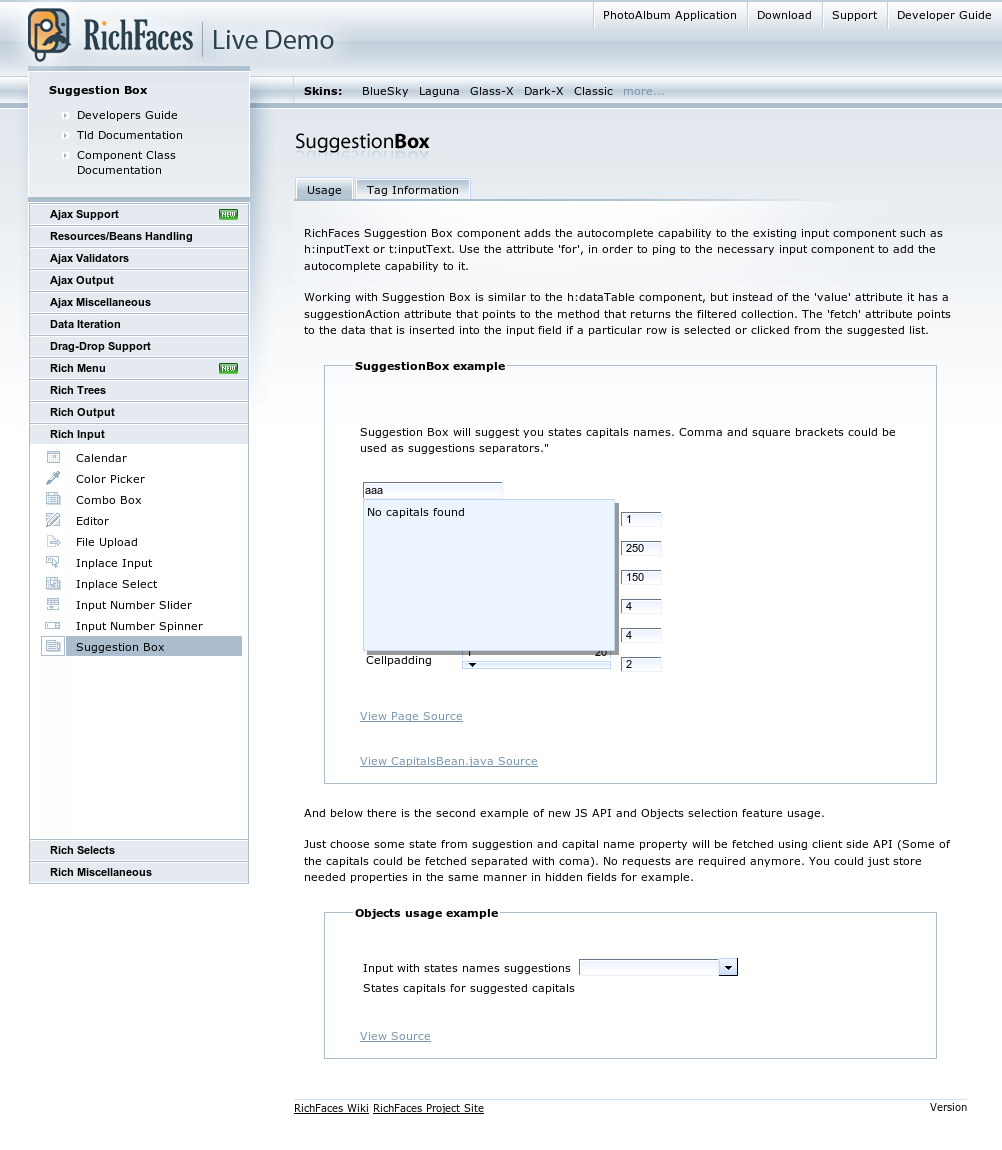 RichFaces Live Demo
PhotoAlbum Application
Download
Support
Developer Guide
Suggestion Box
Developers Guide
Tld Documentation
Component Class
Documentation
Skins: BlueSky Laguna Glass-X Dark-X Classic more...
Ajax Support NEW
Resources/Beans Handling
Ajax Validators
Ajax Output
Ajax Miscellaneous
Data Iteration
Drag-Drop Support
Rich Menu NEW
Rich Trees
Rich Output
Rich Input
Calendar
Color Picker
Combo Box
Editor
File Upload
Inplace Input
Inplace Select
Input Number Slider
Input Number Spinner
Suggestion Box
Rich Selects
Rich Miscellaneous
SuggestionBox
Usage
Tag Information
RichFaces Suggestion Box component adds the autocomplete capability to the existing input component such as
h:inputText or t:inputText. Use the attribute 'for', in order to ping to the necessary input component to add the
autocomplete capability to it.
Working with Suggestion Box is similar to the h:dataTable component, but instead of the 'value' attribute it has a
suggestionAction attribute that points to the method that returns the filtered collection. The 'fetch' attribute points
to the data that is inserted into the input field if a particular row is selected or clicked from the suggested list.
SuggestionBox example
Suggestion Box will suggest you states capitals names. Comma and square brackets could be
used as suggestions separators."
aaa
No capitals found
1
250
150
4
4
1 20
Cellpadding
2
View Page Source
View CapitalsBean.java Source
And below there is the second example of new JS API and Objects selection feature usage.
Just choose some state from suggestion and capital name property will be fetched using client side API (Some of
the capitals could be fetched separated with coma). No requests are required anymore. You could just store
needed properties in the same manner in hidden fields for example.
Objects usage example
Input with states names suggestions
States capitals for suggested capitals
View Source
RichFaces Wiki RichFaces Project Site
Version